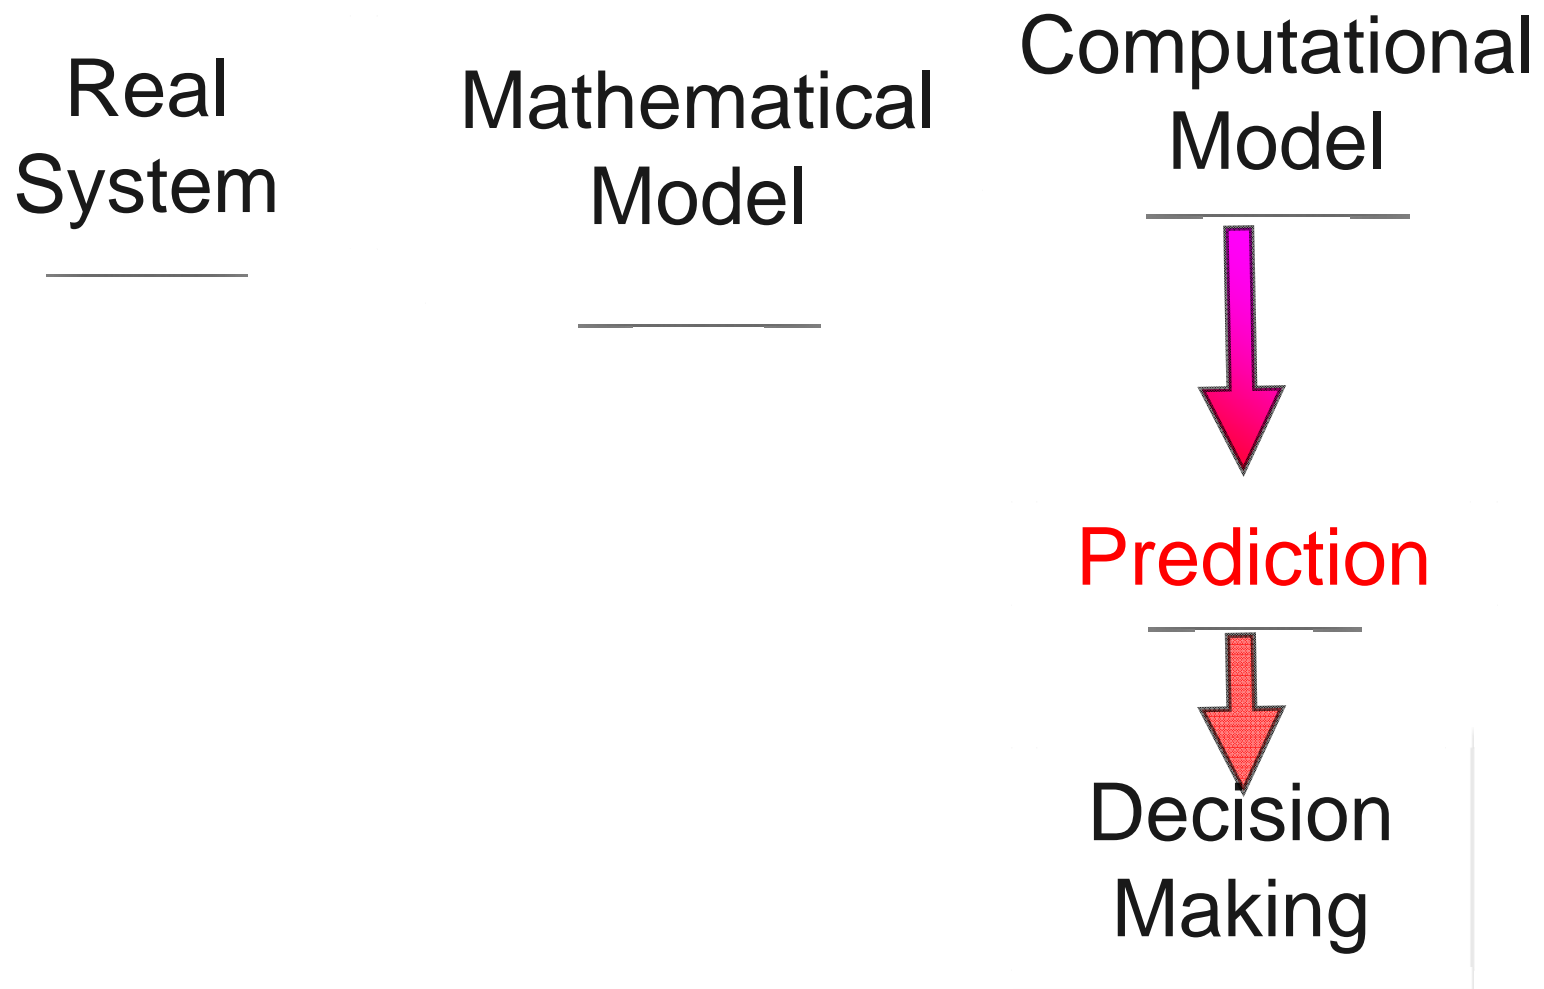 Real
System
Mathematical
Model
Computational
Model
Prediction
Decision
Making